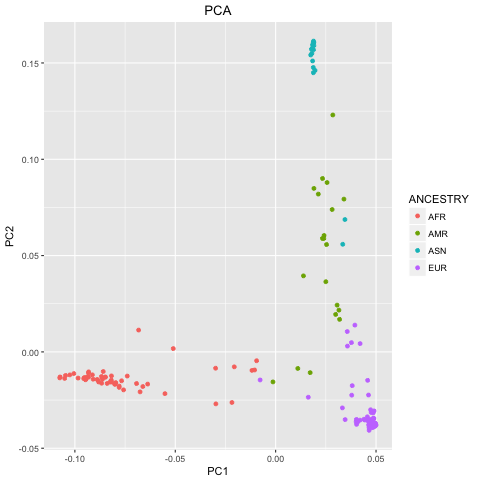 PCA
0.15
0.10
0.05
0.00
-0.05
PC2
-0.10
-0.05
0.00
0.05
PC1
ANCESTRY
AFR
AMR
ASN
EUR